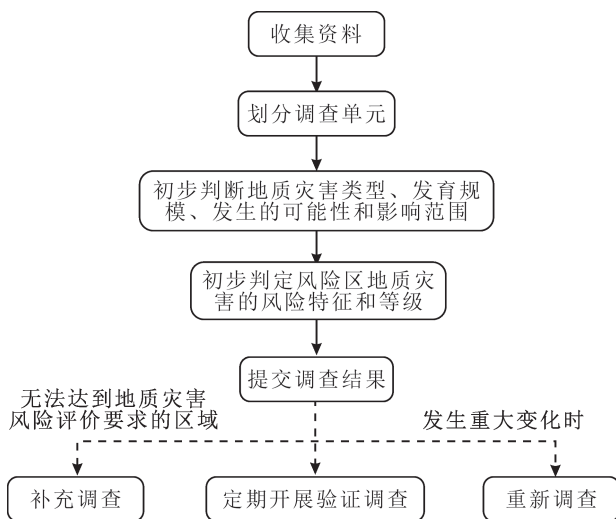 收集资料
划分调查单元
初步判断地质灾害类型、发育规
模、发生的可能性和影响范围
初步判定风险区地质灾
害的风险特征和等级
提交调查结果
无法达到地质灾害
风险评价要求的区域
发生重大变化时
补充调查
定期开展验证调查
重新调查